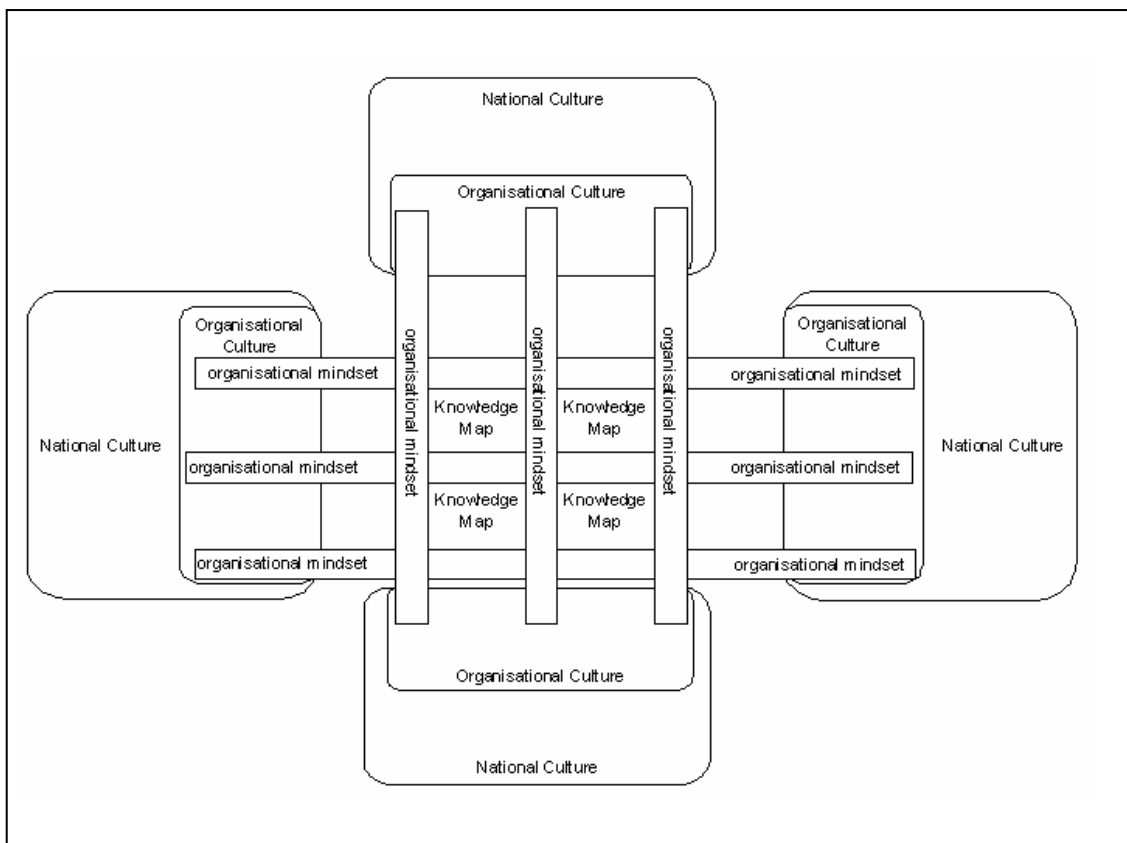 National Culture
Organisational Culture
Organisational
Culture
Organisational
Culture
organisational mindset
organisational mindset
organisational mindset
organisational mindset
organisational mindset
Knowledge
Map
Knowledge
Map
National Culture
National Culture
organisational mindset
organisational mindset
Knowledge
Map
Knowledge
Map
organisational mindset
organisational mindset
Organisational Culture
National Culture